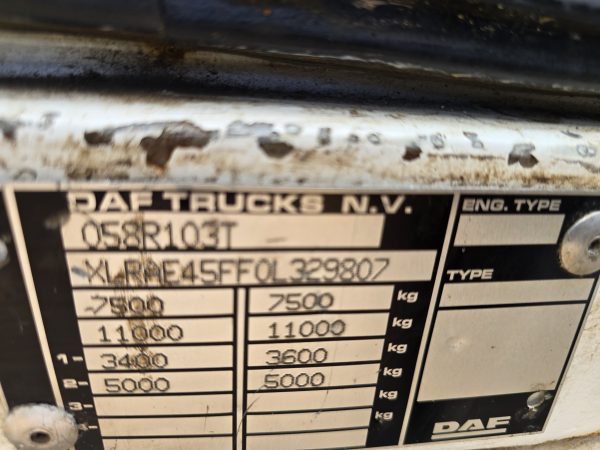 DAF TRUCKS N.V.
ENG. TYPE
058R103T
XLRAE45FF0L329807
TYPE
7500 7500 kg
11000 11000 kg
1- 3400 3600 kg
2- 5000 5000 kg
3- kg
DAF